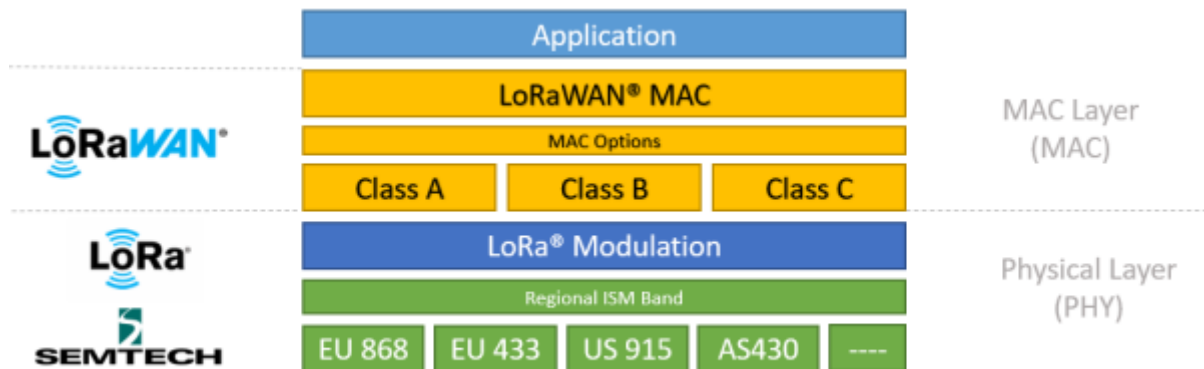 Application
LoRaWAN® MAC
MAC Options
Class A Class B Class C
LoRa® Modulation
Regional ISM Band
EU 868 EU 433 US 915 AS430 ----
LoRaWAN®
LoRa®
SEMTECH
MAC Layer
(MAC)
Physical Layer
(PHY)